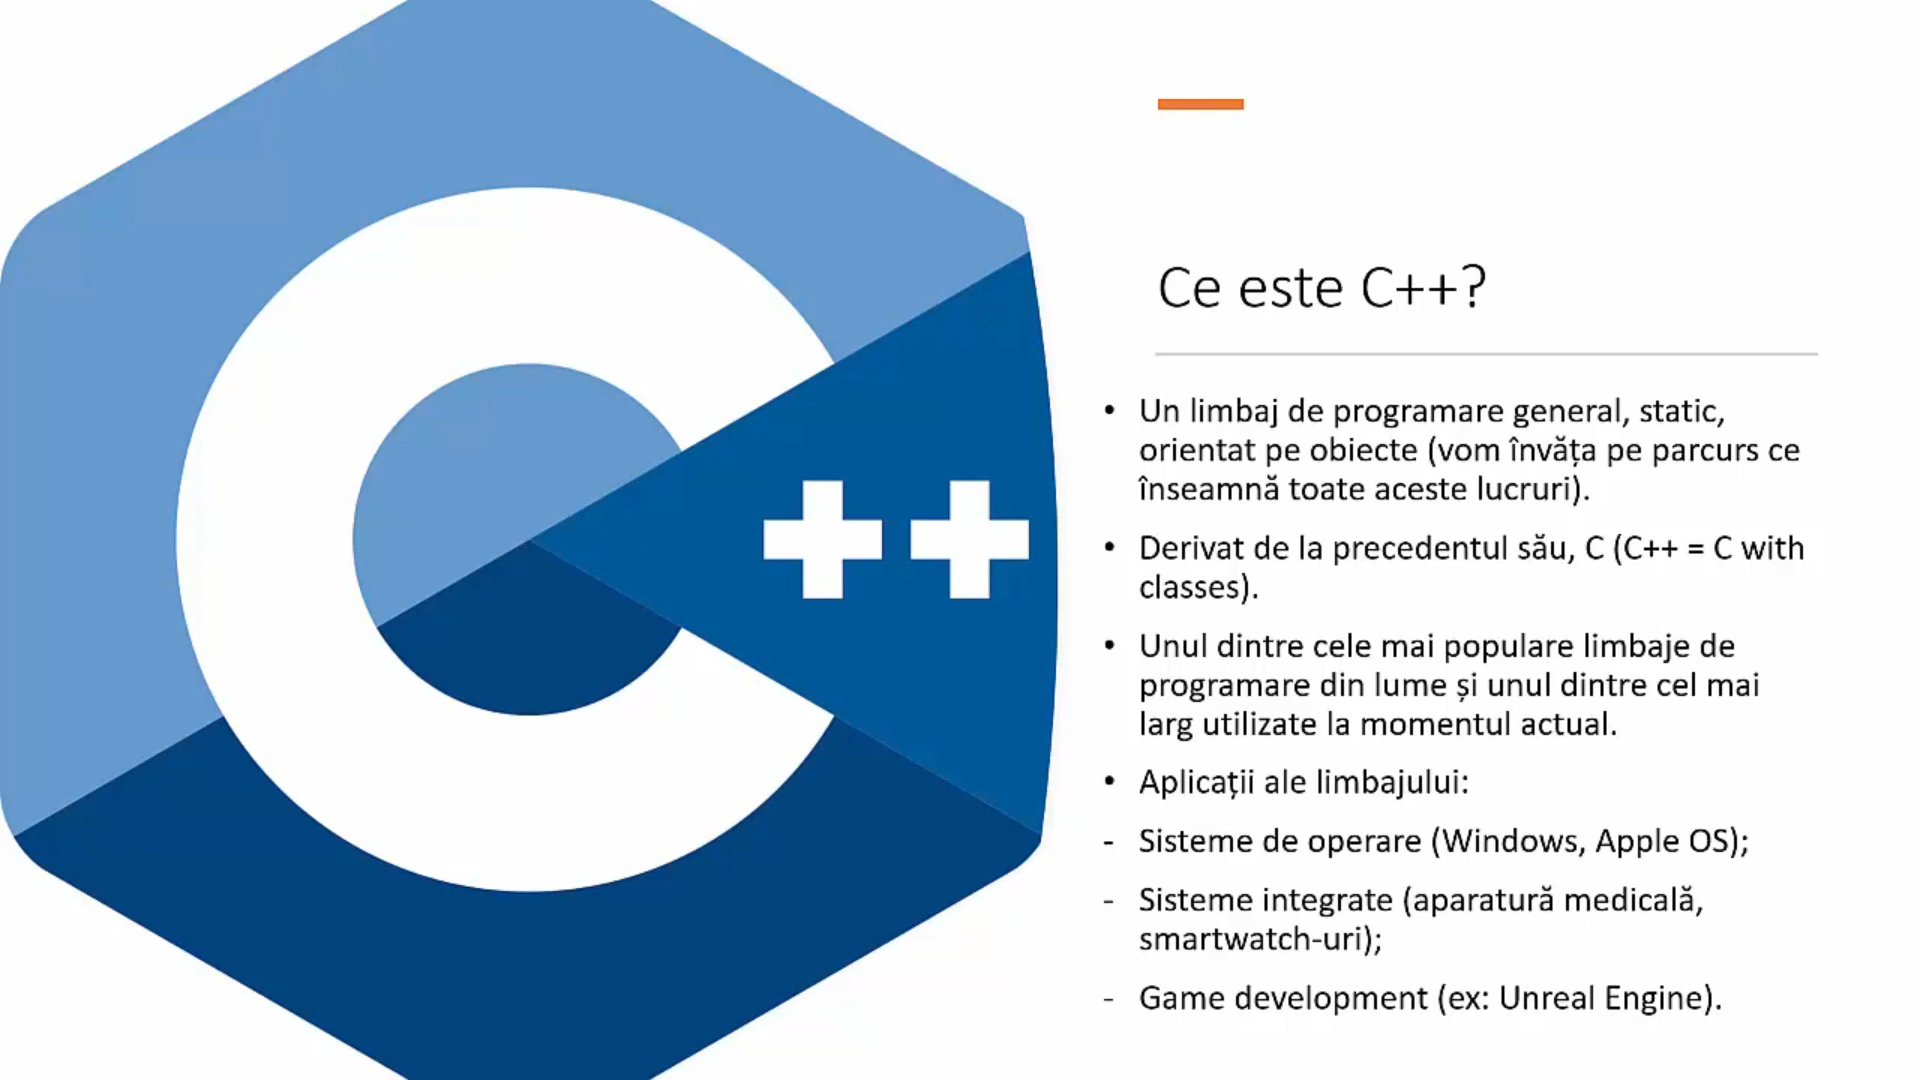 C++
Ce este C++?
• Un limbaj de programare general, static,
orientat pe obiecte (vom învăța pe parcurs ce
înseamnă toate aceste lucruri).
• Derivat de la precedentul său, C (C++ = C with
classes).
• Unul dintre cele mai populare limbaje de
programare din lume și unul dintre cel mai
larg utilizate la momentul actual.
• Aplicații ale limbajului:
- Sisteme de operare (Windows, Apple OS);
- Sisteme integrate (aparatură medicală,
smartwatch-uri);
- Game development (ex: Unreal Engine).